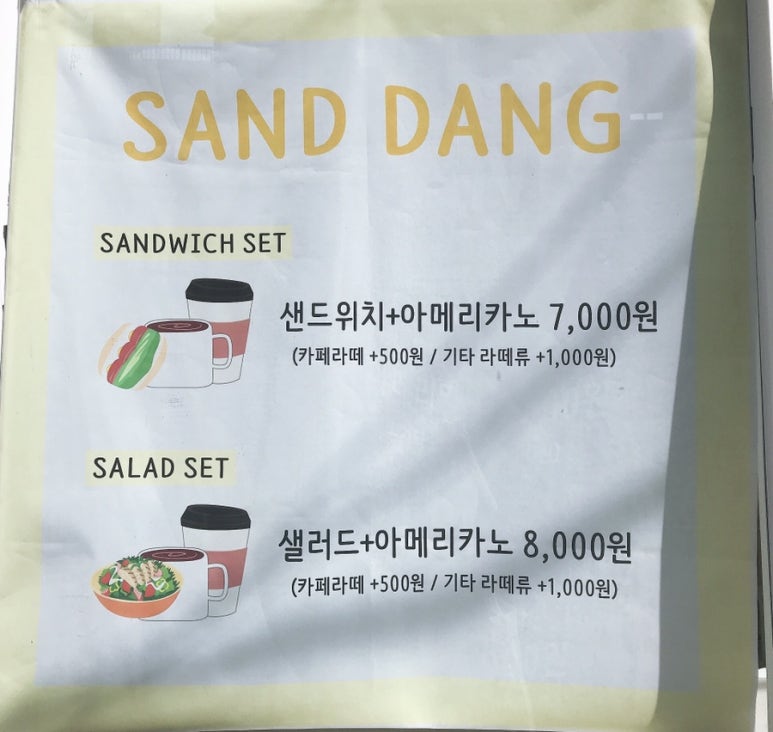 SAND DANG
SANDWICH SET
샌드위치+아메리카노 7,000원
(카페라떼 +500원 / 기타 라떼류 +1,000원)
SALAD SET
샐러드+아메리카노 8,000원
(카페라떼 +500원 / 기타 라떼류 +1,000원)